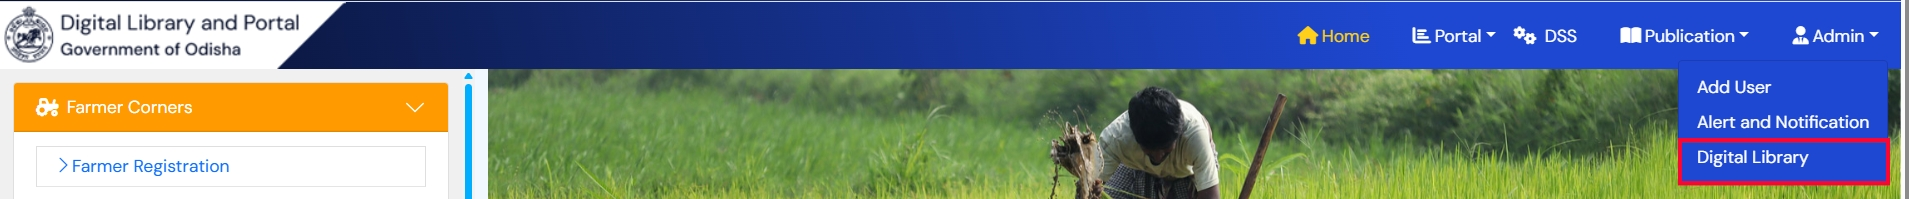 Digital Library and Portal
Government of Odisha
Home Portal DSS Publication Admin
Add User
Alert and Notification
Digital Library
Farmer Corners
Farmer Registration